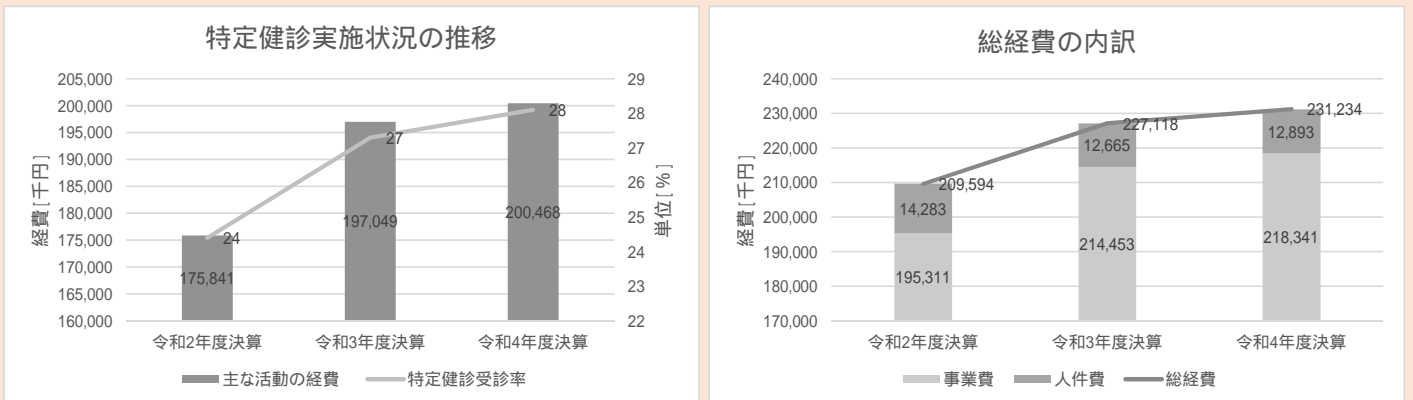 特定健診実施状況の推移
205,000
200,000
195,000
190,000
185,000
180,000
175,000
170,000
165,000
160,000
経費[千円]
29
28
27
26
25
24
23
22
単位[%]
175,841
197,049
200,468
24
27
28
令和2年度決算
令和3年度決算
令和4年度決算
主な活動の経費
特定健診受診率
総経費の内訳
240,000
230,000
220,000
210,000
200,000
190,000
180,000
170,000
経費[千円]
209,594
227,118
231,234
14,283
12,665
12,893
195,311
214,453
218,341
令和2年度決算
令和3年度決算
令和4年度決算
事業費
人件費
総経費